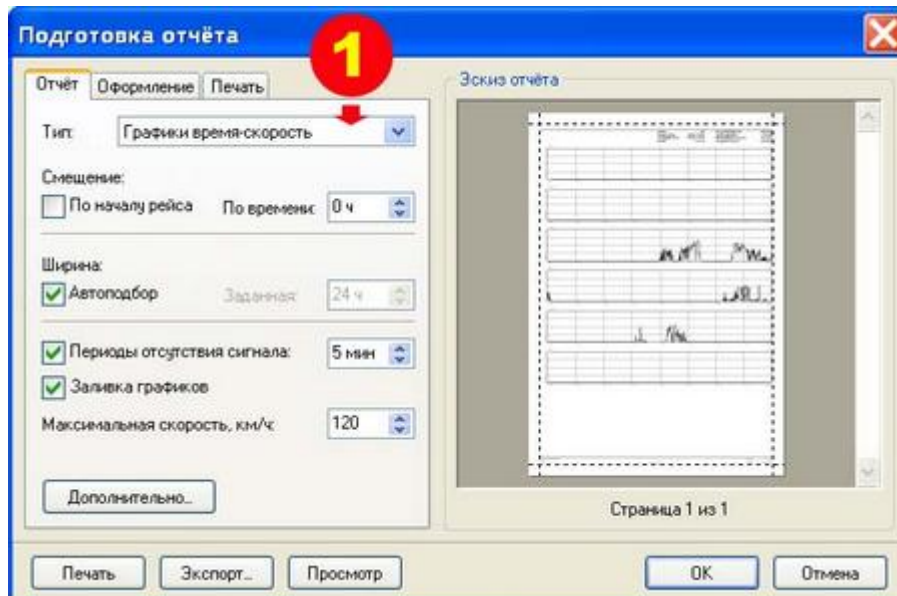 Подготовка отчёта
1
Отчёт Оформление Печать
Тип: Графики время-скорость
Смещение:
По началу рейса По времени: 0 ч
Ширина:
Автоподбор Заданная: 24 ч
Периоды отсутствия сигнала: 5 мин
Заливка графиков
Максимальная скорость, км/ч: 120
Дополнительно...
Эскиз отчёта
Страница 1 из 1
Печать Экспорт... Просмотр OK Отмена